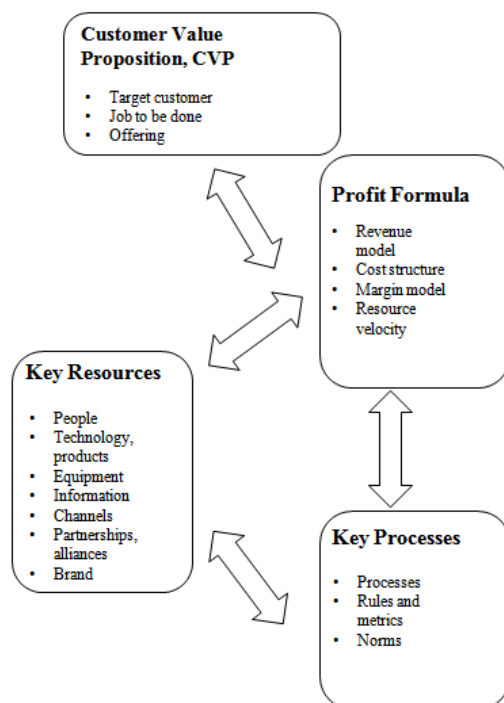 Customer Value
Proposition, CVP
• Target customer
• Job to be done
• Offering
Profit Formula
• Revenue
model
• Cost structure
• Margin model
• Resource
velocity
Key Resources
• People
• Technology,
products
• Equipment
• Information
• Channels
• Partnerships,
alliances
• Brand
Key Processes
• Processes
• Rules and
metrics
• Norms